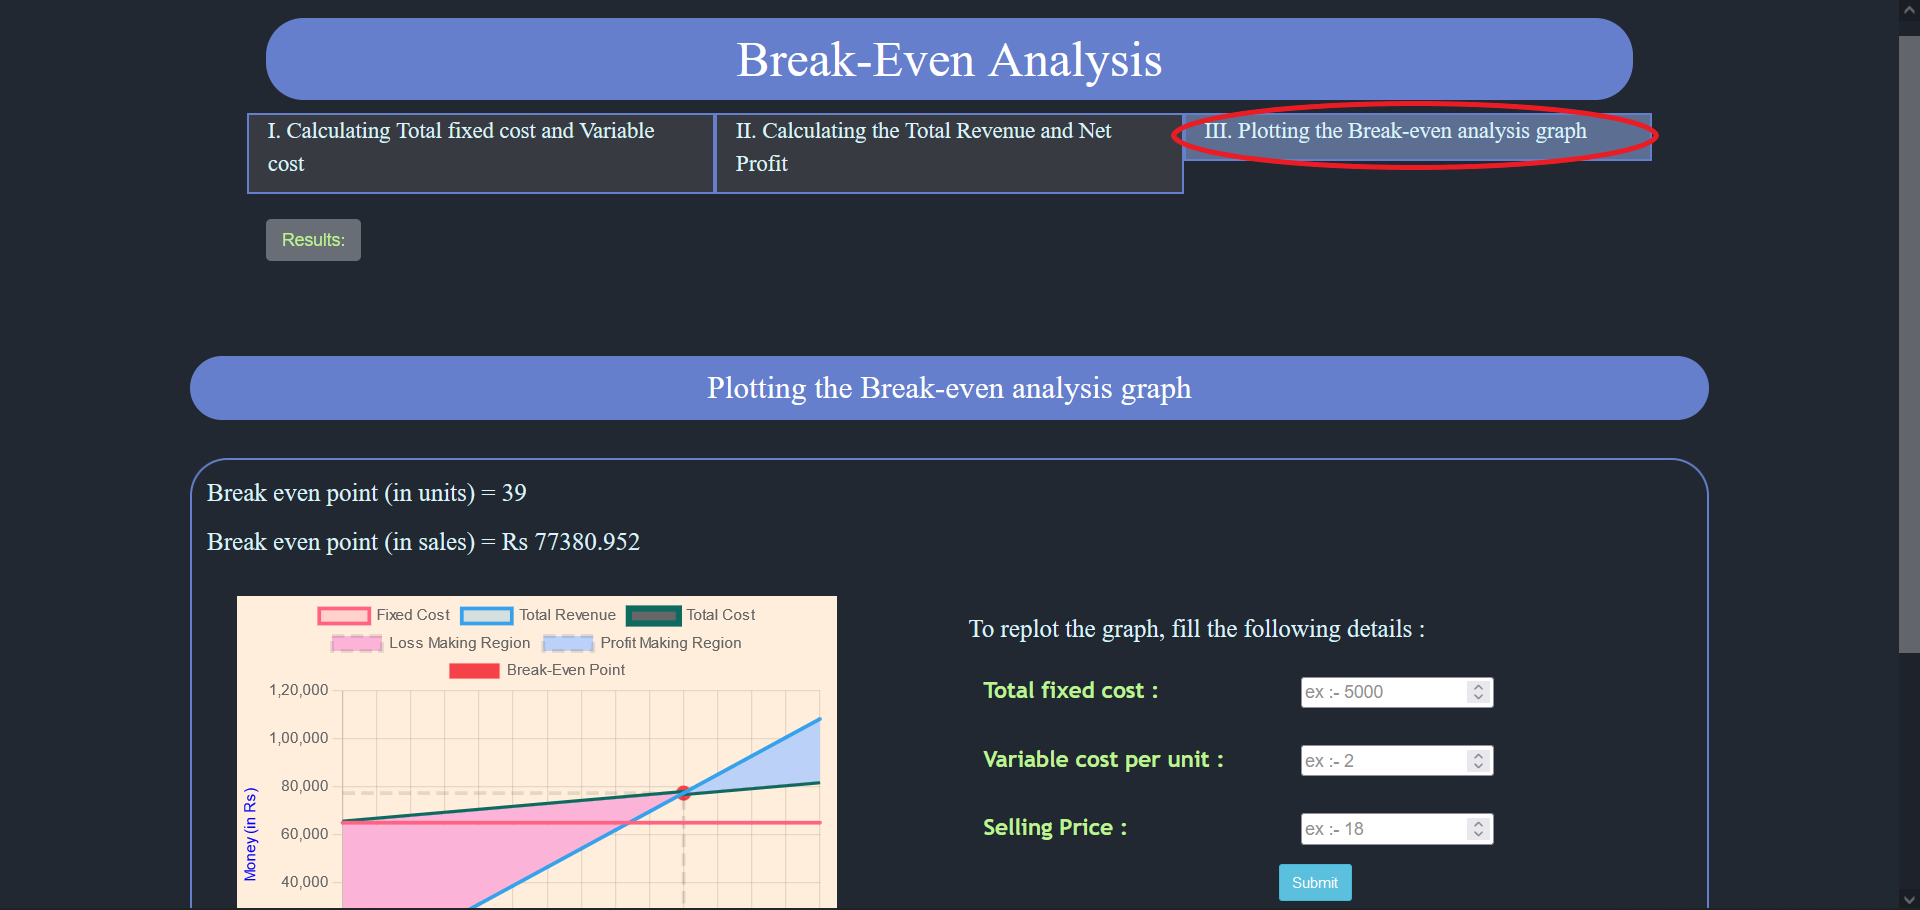 Break-Even Analysis
I. Calculating Total fixed cost and Variable
cost
II. Calculating the Total Revenue and Net
Profit
III. Plotting the Break-even analysis graph
Results:
Plotting the Break-even analysis graph
Break even point (in units) = 39
Break even point (in sales) = Rs 77380.952
Fixed Cost Total Revenue Total Cost
Loss Making Region Profit Making Region
Break-Even Point
1,20,000
1,00,000
80,000
60,000
40,000
Money (in Rs)
To replot the graph, fill the following details :
Total fixed cost : ex :- 5000
Variable cost per unit : ex :- 2
Selling Price : ex :- 18
Submit